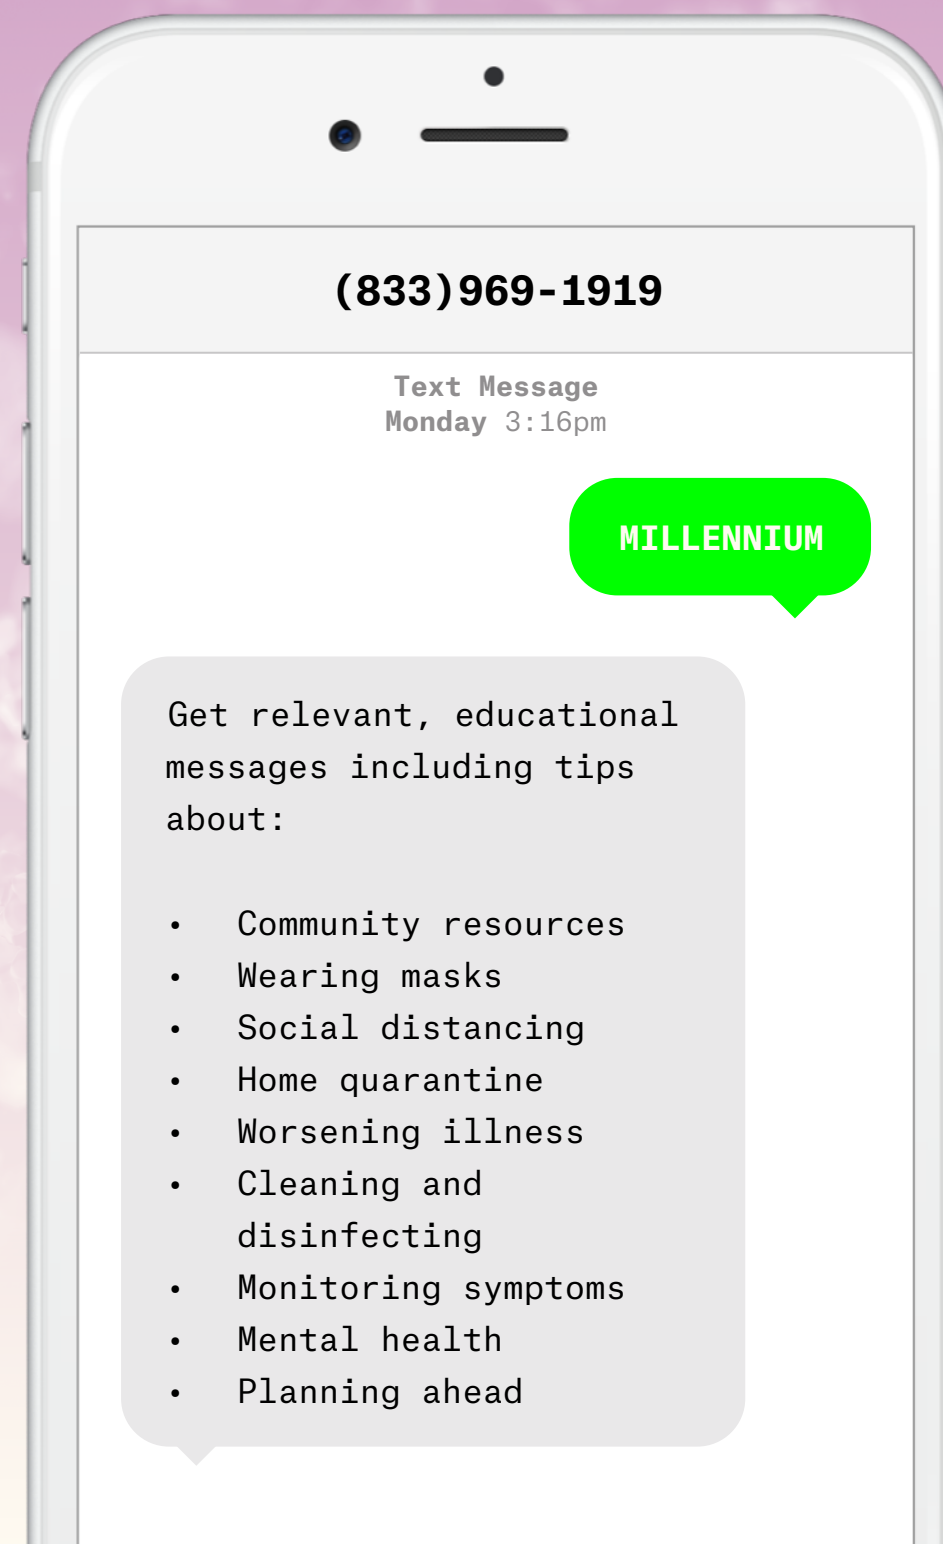 (833)969-1919
Text Message
Monday 3:16pm
MILLENNIUM
Get relevant, educational
messages including tips
about:
• Community resources
• Wearing masks
• Social distancing
• Home quarantine
• Worsening illness
• Cleaning and
disinfecting
• Monitoring symptoms
• Mental health
• Planning ahead